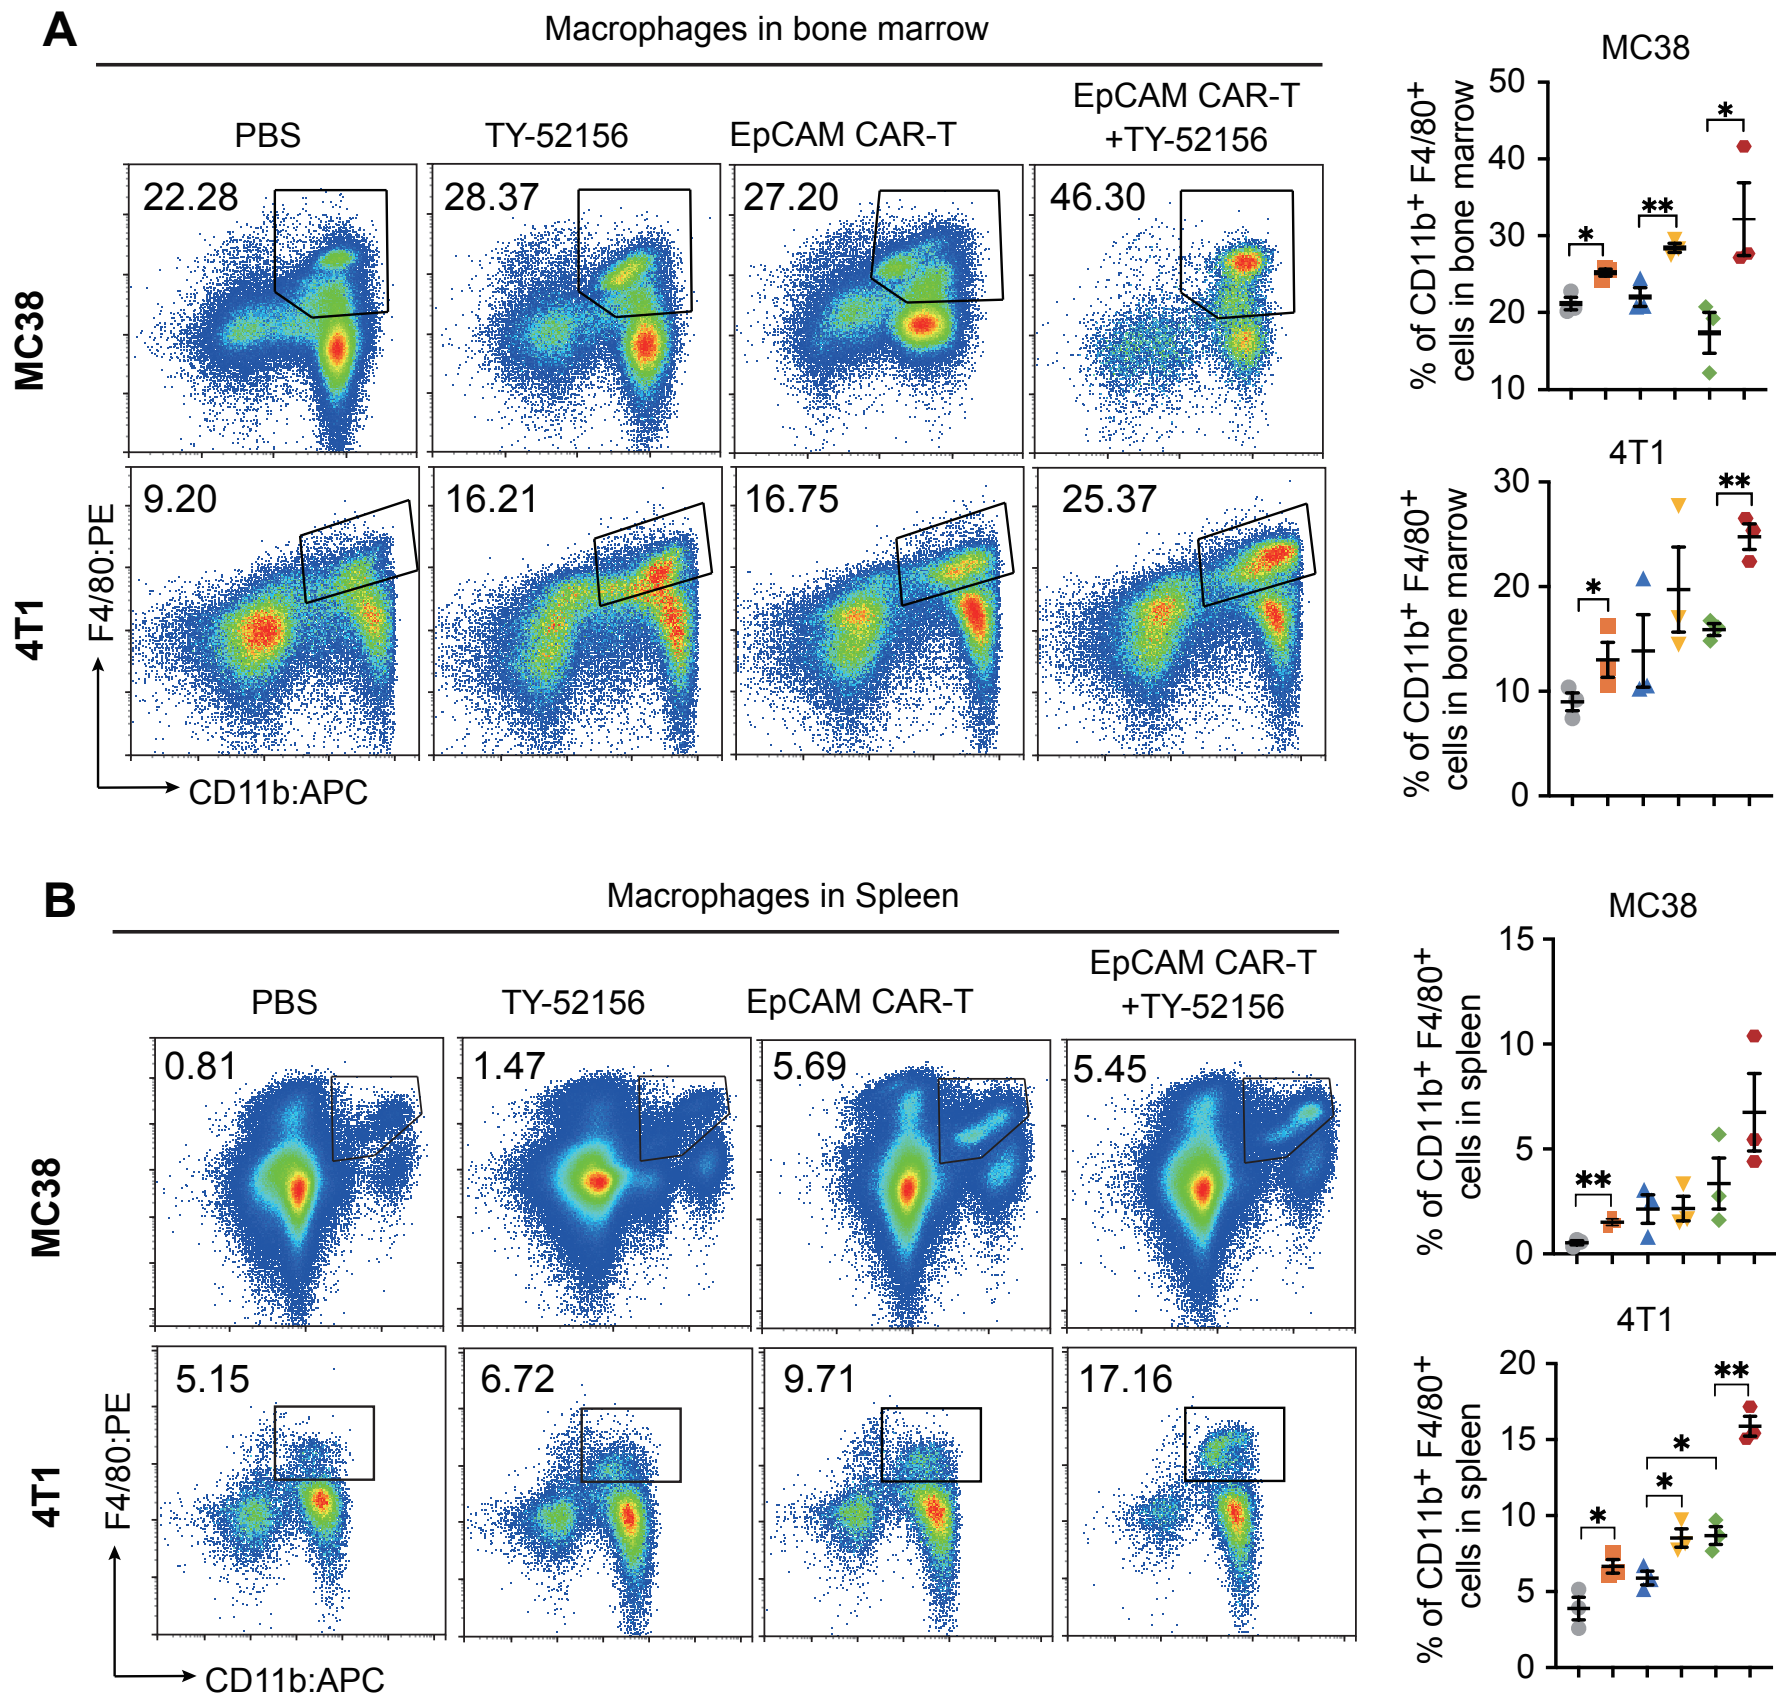 A
Macrophages in bone marrow
PBS
TY-52156
EpCAM CAR-T
EpCAM CAR-T
+TY-52156
MC38
22.28
28.37
27.20
46.30
4T1
9.20
16.21
16.75
25.37
F4/80:PE
CD11b:APC
MC38
% of CD11b⁺ F4/80⁺
cells in bone marrow
50
40
30
20
10
*
**
*
4T1
% of CD11b⁺ F4/80⁺
cells in bone marrow
30
20
10
0
*
**
B
Macrophages in Spleen
PBS
TY-52156
EpCAM CAR-T
EpCAM CAR-T
+TY-52156
MC38
0.81
1.47
5.69
5.45
4T1
5.15
6.72
9.71
17.16
F4/80:PE
CD11b:APC
MC38
% of CD11b⁺ F4/80⁺
cells in spleen
15
10
5
0
**
4T1
% of CD11b⁺ F4/80⁺
cells in spleen
20
15
10
5
0
*
*
*
**